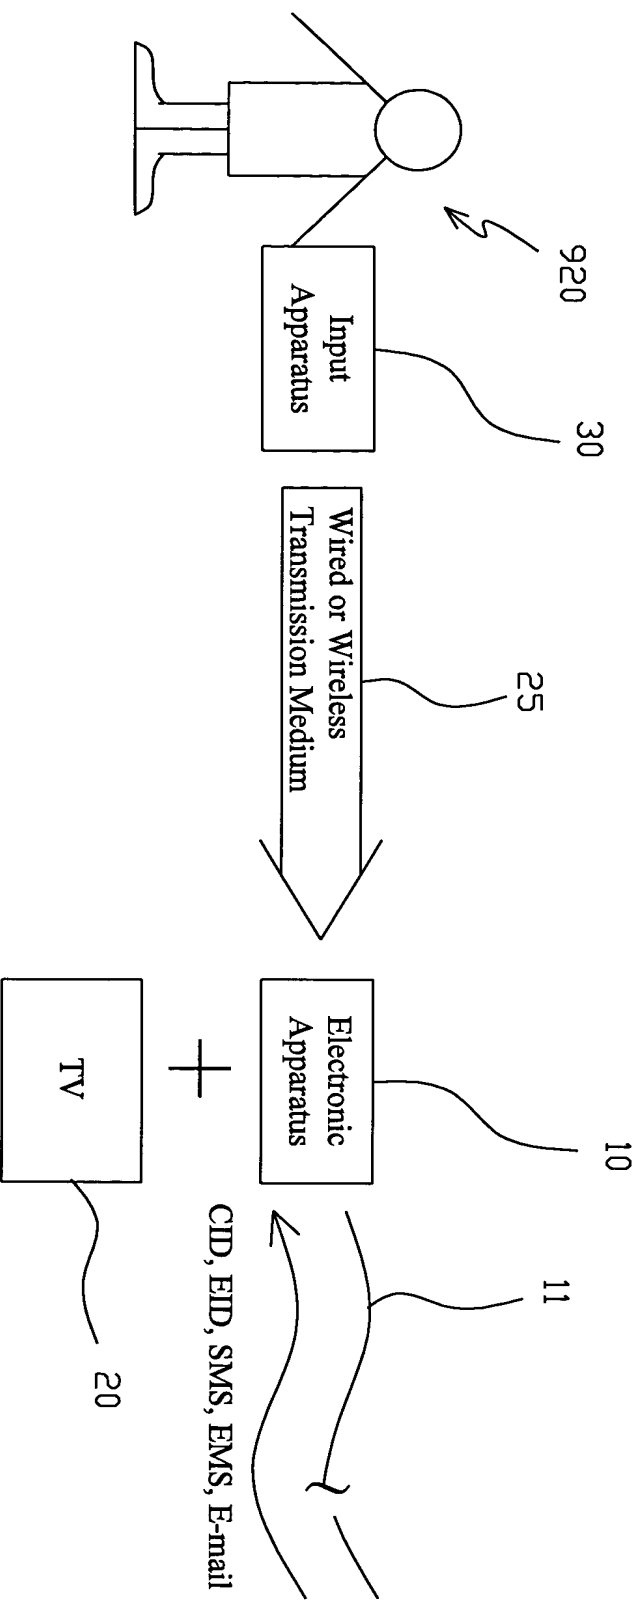 920
Input
Apparatus
30
Wired or Wireless
Transmission Medium
25
Electronic
Apparatus
10
TV
20
11
CID, EID, SMS, EMS, E-mail